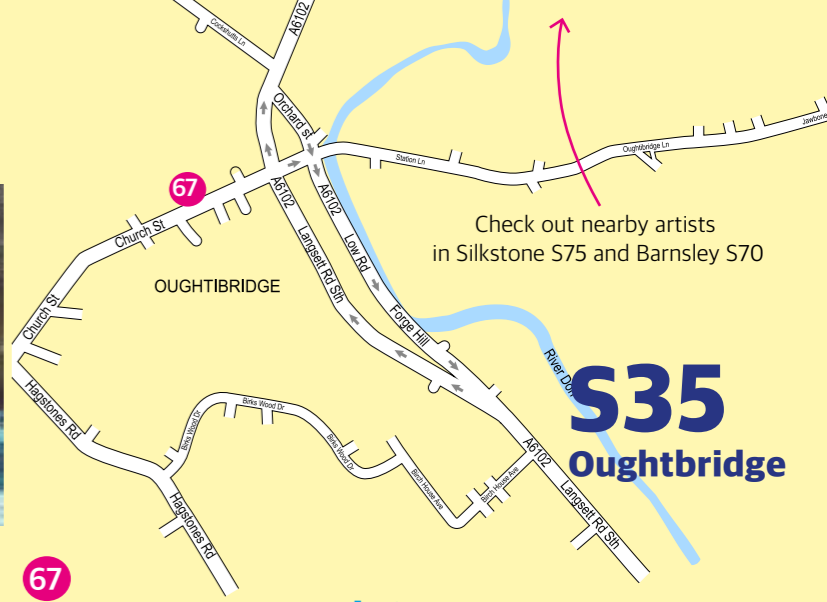 Cockshutts Ln
A6102
Orchard st
Station Ln
Oughtibridge Ln
Jawbone
67
A6102
A6102
Church St
Check out nearby artists
in Silkstone S75 and Barnsley S70
Langsett Rd Sth
Low Rd
OUGHTIBRIDGE
Church St
Forge Hill
River Don
S35
Oughtbridge
Hagstones Rd
Birks Wood Dr
Birks Wood Dr
Birks Wood Dr
A6102
Birch House Ave
Birch House Ave
Langsett Rd Sth
Hagstones Rd
67